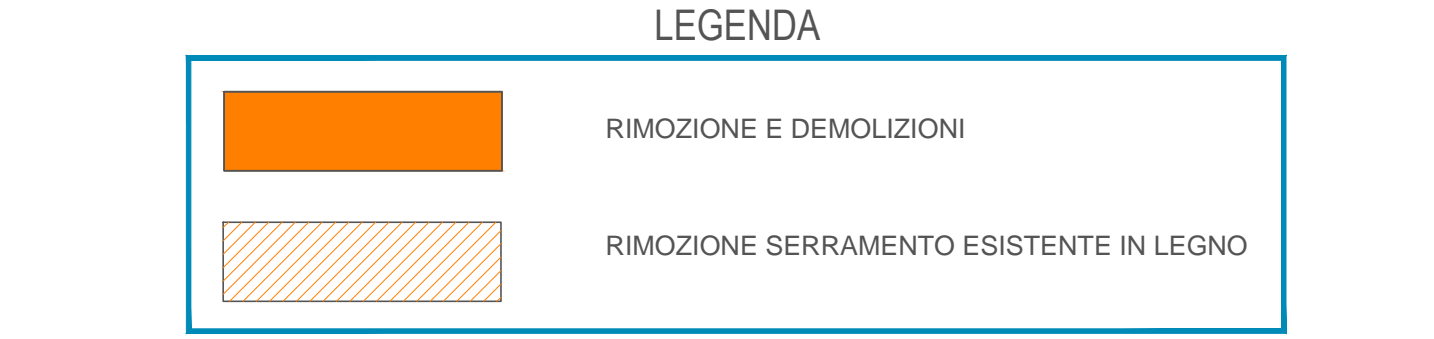 LEGENDA
RIMOZIONE E DEMOLIZIONI
RIMOZIONE SERRAMENTO ESISTENTE IN LEGNO